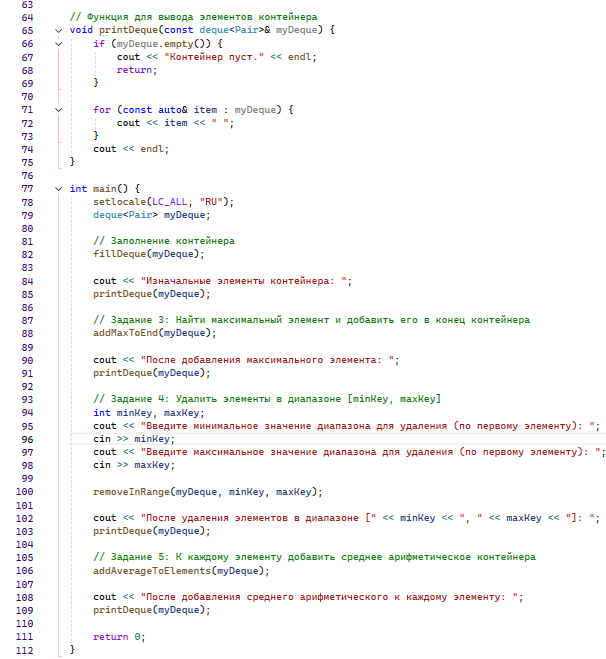 63
64 // Функция для вывода элементов контейнера
65 void printDeque(const deque<Pair>& myDeque) {
66 if (myDeque.empty()) {
67 cout << "Контейнер пуст." << endl;
68 return;
69 }
70
71 for (const auto& item : myDeque) {
72 cout << item << " ";
73 }
74 cout << endl;
75 }
76
77 int main() {
78 setlocale(LC_ALL, "RU");
79 deque<Pair> myDeque;
80
81 // Заполнение контейнера
82 fillDeque(myDeque);
83
84 cout << "Изначальные элементы контейнера: ";
85 printDeque(myDeque);
86
87 // Задание 3: Найти максимальный элемент и добавить его в конец контейнера
88 addMaxToEnd(myDeque);
89
90 cout << "После добавления максимального элемента: ";
91 printDeque(myDeque);
92
93 // Задание 4: Удалить элементы в диапазоне [minKey, maxKey]
94 int minKey, maxKey;
95 cout << "Введите минимальное значение диапазона для удаления (по первому элементу): ";
96 cin >> minKey;
97 cout << "Введите максимальное значение диапазона для удаления (по первому элементу): ";
98 cin >> maxKey;
99
100 removeInRange(myDeque, minKey, maxKey);
101
102 cout << "После удаления элементов в диапазоне [" << minKey << ", " << maxKey << "]: ";
103 printDeque(myDeque);
104
105 // Задание 5: К каждому элементу добавить среднее арифметическое контейнера
106 addAverageToElements(myDeque);
107
108 cout << "После добавления среднего арифметического к каждому элементу: ";
109 printDeque(myDeque);
110
111 return 0;
112 }